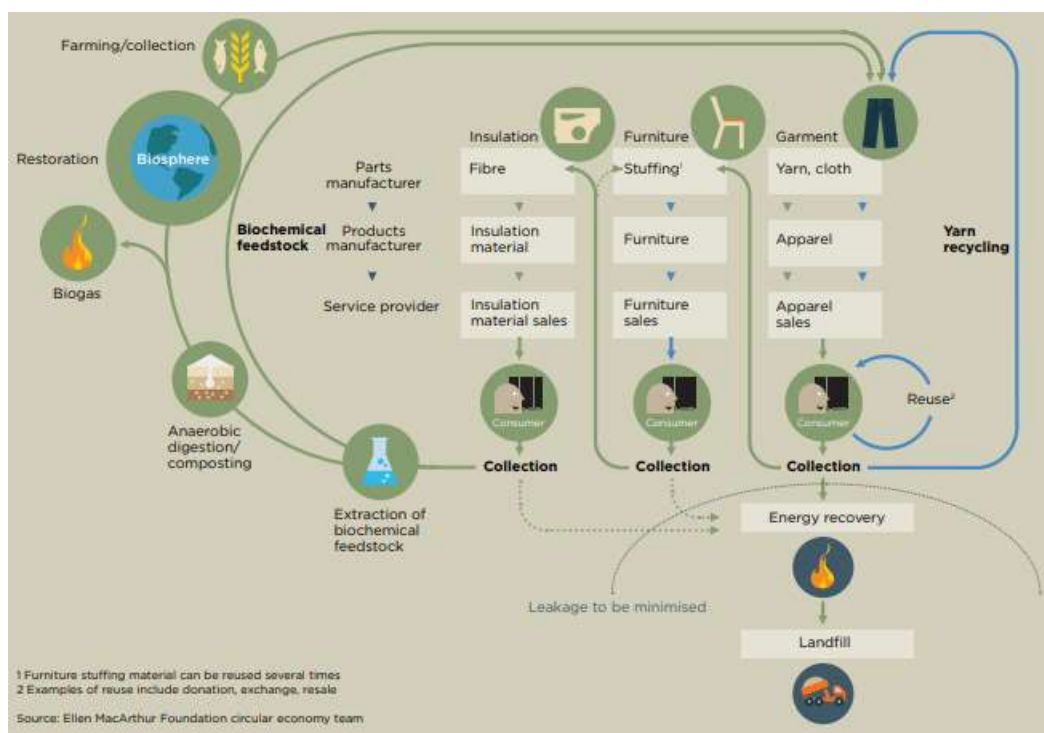 Farming/collection
Biosphere
Restoration
Biogas
Anaerobic
digestion/
composting
Extraction of
biochemical
feedstock
Biochemical
feedstock
Parts
manufacturer
Products
manufacturer
Service provider
Insulation
Fibre
Insulation
material
Insulation
material sales
Consumer
Collection
Furniture
Stuffing¹
Furniture
Furniture
sales
Consumer
Collection
Garment
Yarn, cloth
Apparel
Apparel
sales
Consumer
Collection
Reuse²
Yarn
recycling
Energy recovery
Leakage to be minimised
Landfill
1 Furniture stuffing material can be reused several times
2 Examples of reuse include donation, exchange, resale
Source: Ellen MacArthur Foundation circular economy team